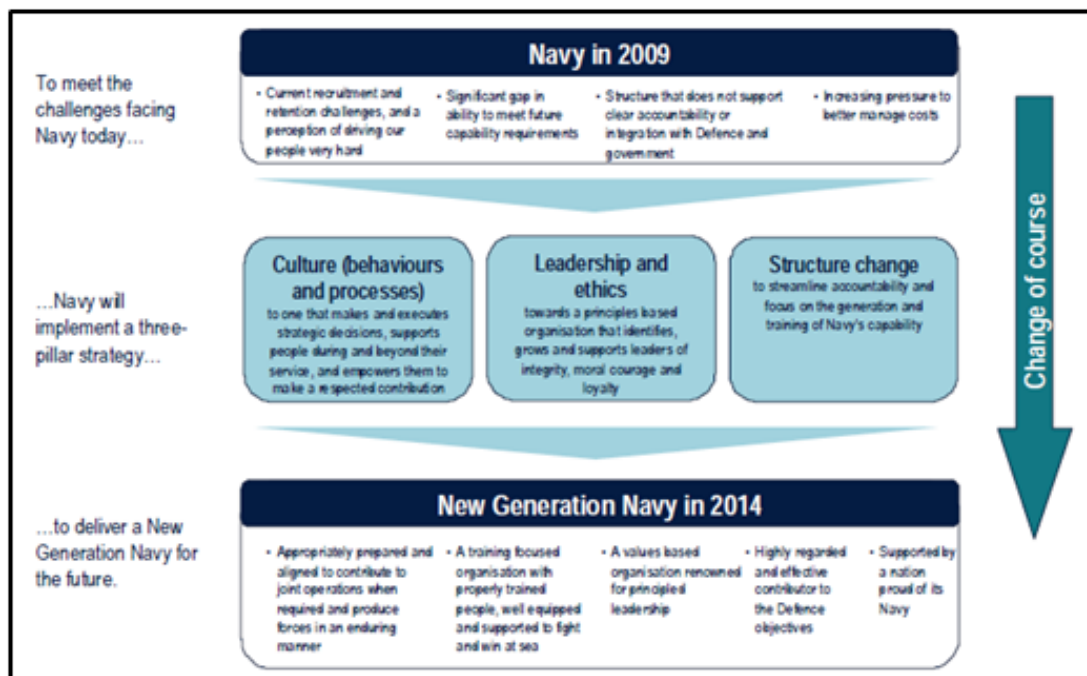 To meet the
challenges facing
Navy today…
Navy in 2009
• Current recruitment and
retention challenges, and a
perception of driving our
people very hard
• Significant gap in
ability to meet future
capability requirements
• Structure that does not support
clear accountability or
integration with Defence and
government
• Increasing pressure to
better manage costs
…Navy will
implement a three-
pillar strategy…
Culture (behaviours
and processes)
to one that makes and executes
strategic decisions, supports
people during and beyond their
service, and empowers them to
make a respected contribution
Leadership and
ethics
towards a principles based
organisation that identifies,
grows and supports leaders of
integrity, moral courage and
loyalty
Structure change
to streamline accountability and
focus on the generation and
training of Navy's capability
Change of course
…to deliver a New
Generation Navy for
the future.
New Generation Navy in 2014
• Appropriately prepared and
aligned to contribute to
joint operations when
required and produce
forces in an enduring
manner
• A training focused
organisation with
properly trained
people, well equipped
and supported to fight
and win at sea
• A values based
organisation renowned
for principled
leadership
• Highly regarded
and effective
contributor to
the Defence
objectives
• Supported by
a nation
proud of its
Navy